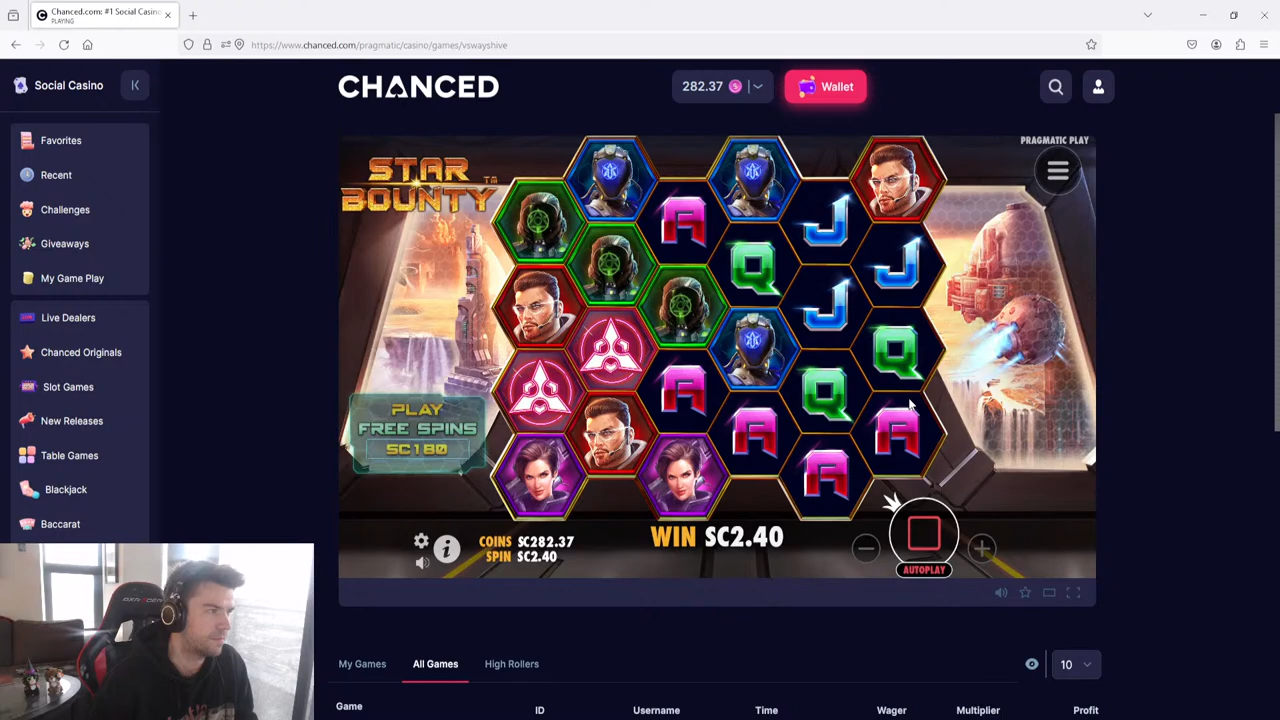 Chanced.com: #1 Social Casino
PLAYING
https://www.chanced.com/pragmatic/casino/games/vswayshive
Social Casino
CHANCED
282.37
Wallet
Favorites
Recent
Challenges
Giveaways
My Game Play
Live Dealers
Chanced Originals
Slot Games
New Releases
Table Games
Blackjack
Baccarat
PRAGMATIC PLAY
STAR
BOUNTY™
A
J
Q
J
J
Q
A
Q
A
A
A
PLAY
FREE SPINS
SC180
COINS SC282.37
SPIN SC2.40
WIN SC2.40
AUTOPLAY
My Games
All Games
High Rollers
10
Game
ID
Username
Time
Wager
Multiplier
Profit